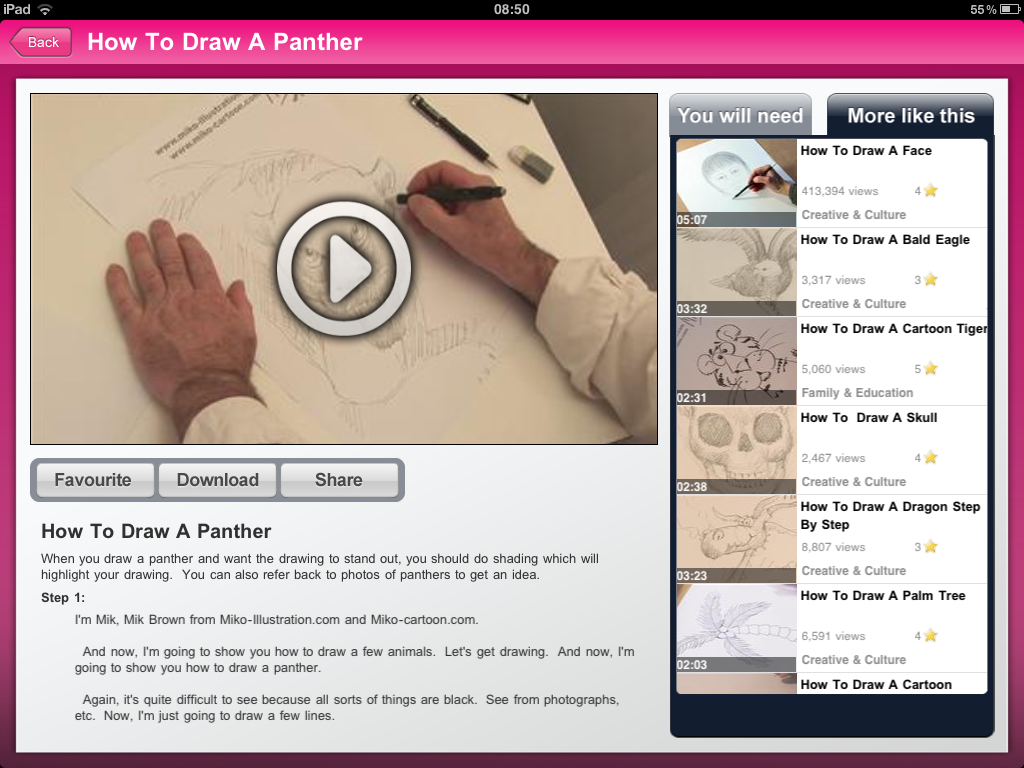 iPad 08:50 55%
Back How To Draw A Panther
www.miko-illustration.com
www.miko-cartoon.com
You will need More like this
How To Draw A Face
413,394 views 4
Creative & Culture
05:07
How To Draw A Bald Eagle
3,317 views 3
Creative & Culture
03:32
How To Draw A Cartoon Tiger
5,060 views 5
Family & Education
02:31
How To  Draw A Skull
2,467 views 4
Creative & Culture
02:38
How To Draw A Dragon Step
By Step
8,807 views 3
Creative & Culture
03:23
How To Draw A Palm Tree
6,591 views 4
Creative & Culture
02:03
How To Draw A Cartoon
Favourite Download Share
How To Draw A Panther
When you draw a panther and want the drawing to stand out, you should do shading which will
highlight your drawing.  You can also refer back to photos of panthers to get an idea.
Step 1:
I'm Mik, Mik Brown from Miko-Illustration.com and Miko-cartoon.com.
And now, I'm going to show you how to draw a few animals.  Let's get drawing.  And now, I'm
going to show you how to draw a panther.
Again, it's quite difficult to see because all sorts of things are black.  See from photographs,
etc.  Now, I'm just going to draw a few lines.